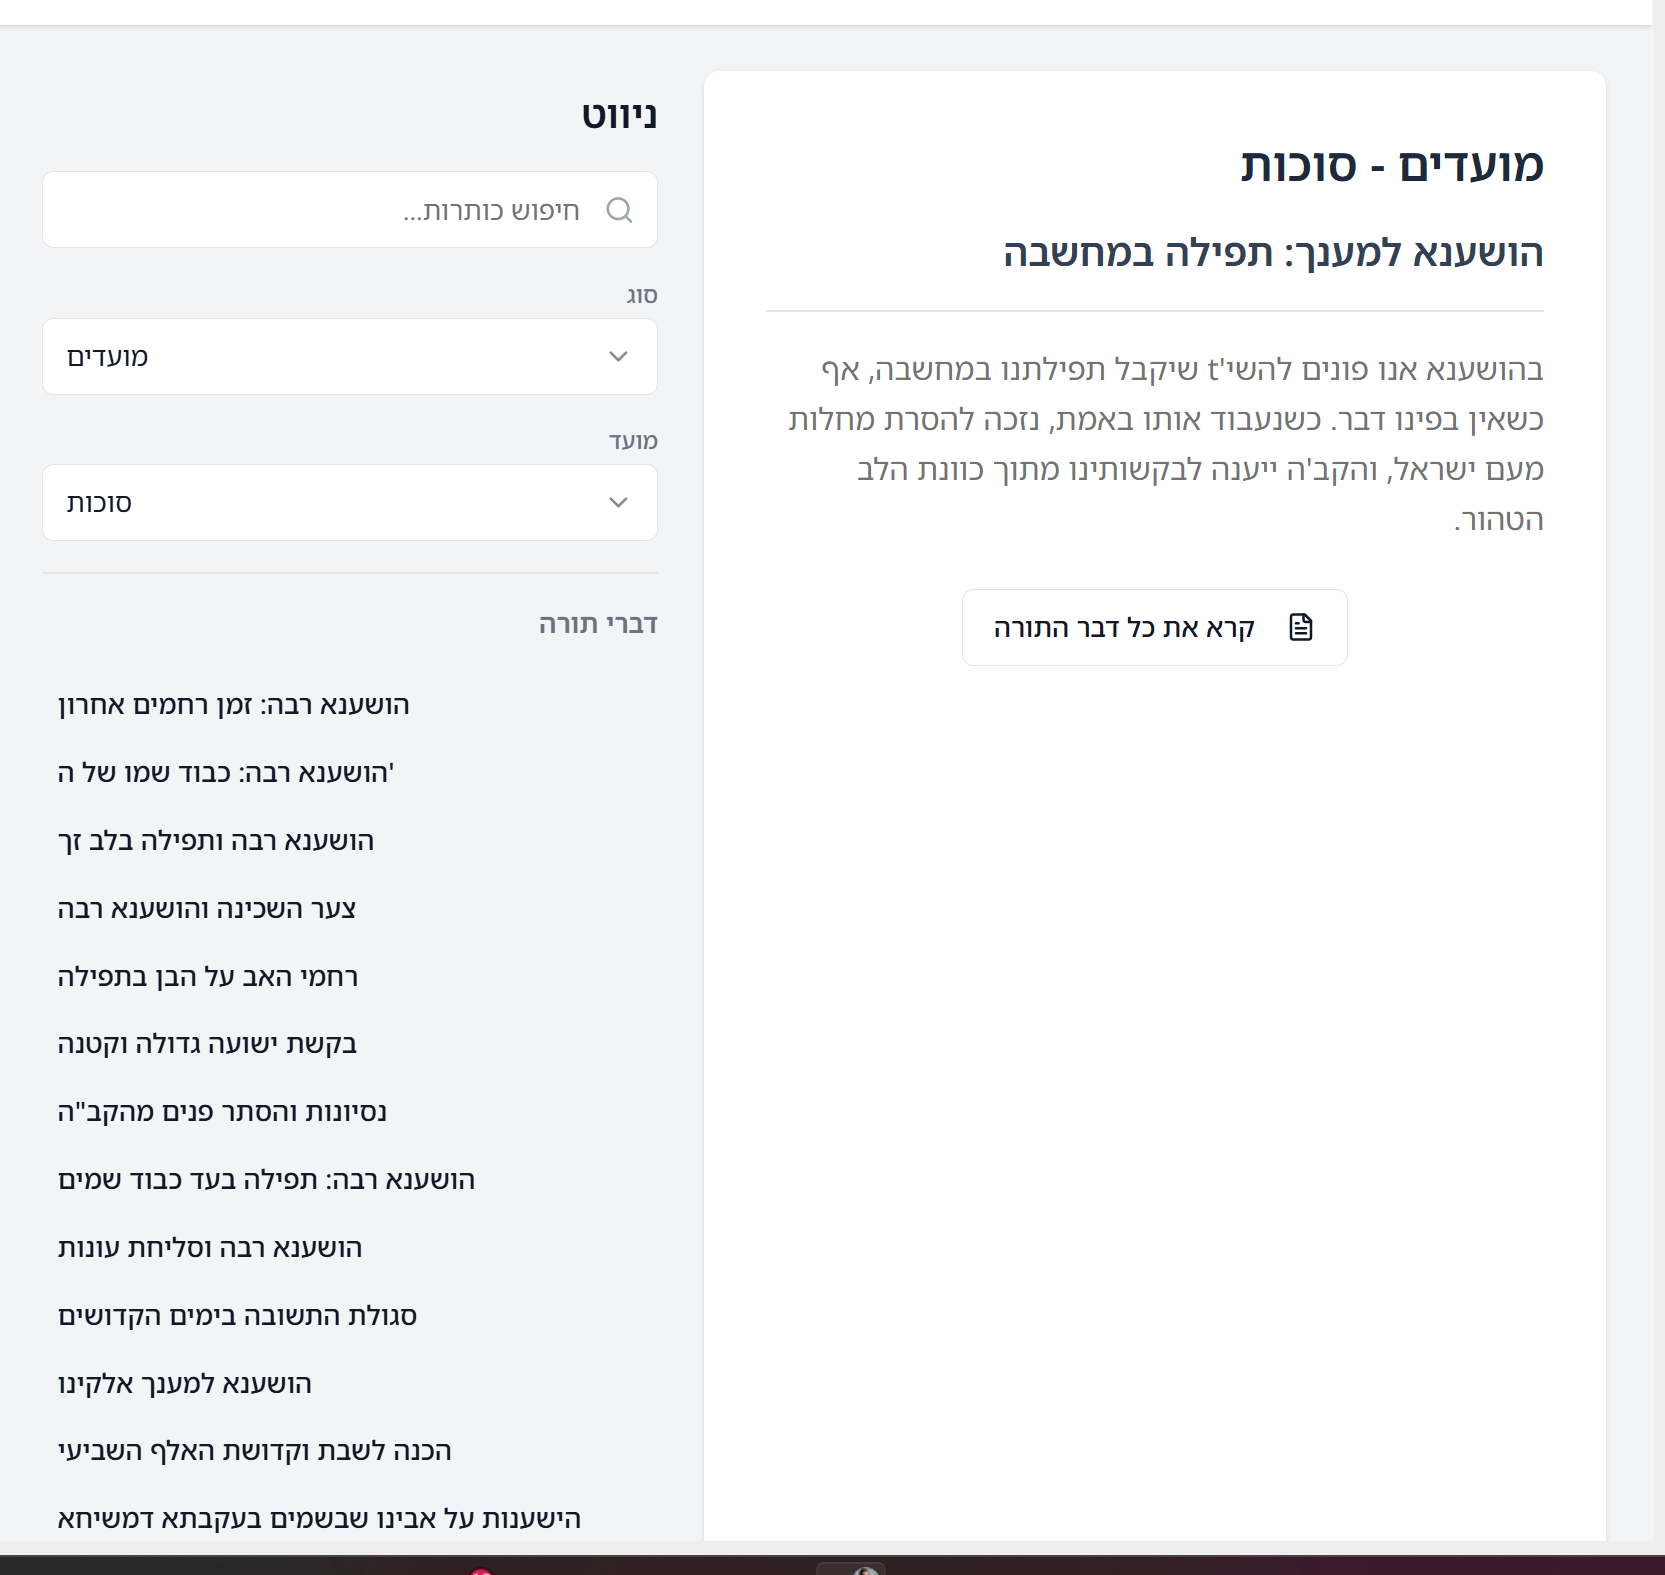 מועדים - סוכות
הושענא למענך: תפילה במחשבה
בהושענא אנו פונים להשי't שיקבל תפילתנו במחשבה, אף
כשאין בפינו דבר. כשנעבוד אותו באמת, נזכה להסרת מחלות
מעם ישראל, והקב'ה ייענה לבקשותינו מתוך כוונת הלב
הטהור.
קרא את כל דבר התורה
ניווט
חיפוש כותרות...
סוג
מועדים
מועד
סוכות
דברי תורה
הושענא רבה: זמן רחמים אחרון
'הושענא רבה: כבוד שמו של ה
הושענא רבה ותפילה בלב זך
צער השכינה והושענא רבה
רחמי האב על הבן בתפילה
בקשת ישועה גדולה וקטנה
נסיונות והסתר פנים מהקב"ה
הושענא רבה: תפילה בעד כבוד שמים
הושענא רבה וסליחת עונות
סגולת התשובה בימים הקדושים
הושענא למענך אלקינו
הכנה לשבת וקדושת האלף השביעי
הישענות על אבינו שבשמים בעקבתא דמשיחא